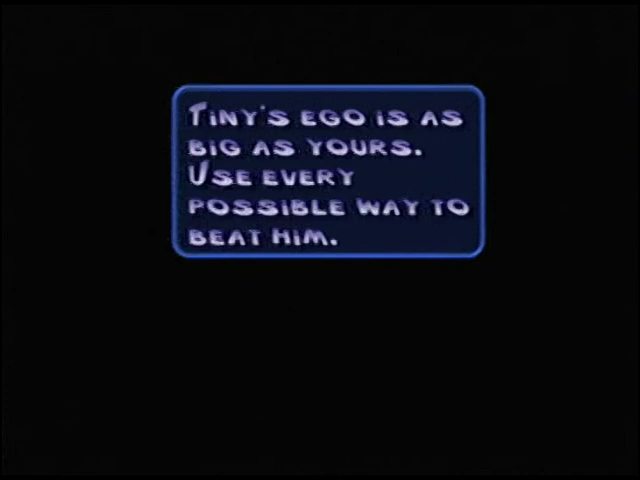 Tiny's ego is as
big as yours.
Use every
possible way to
beat him.